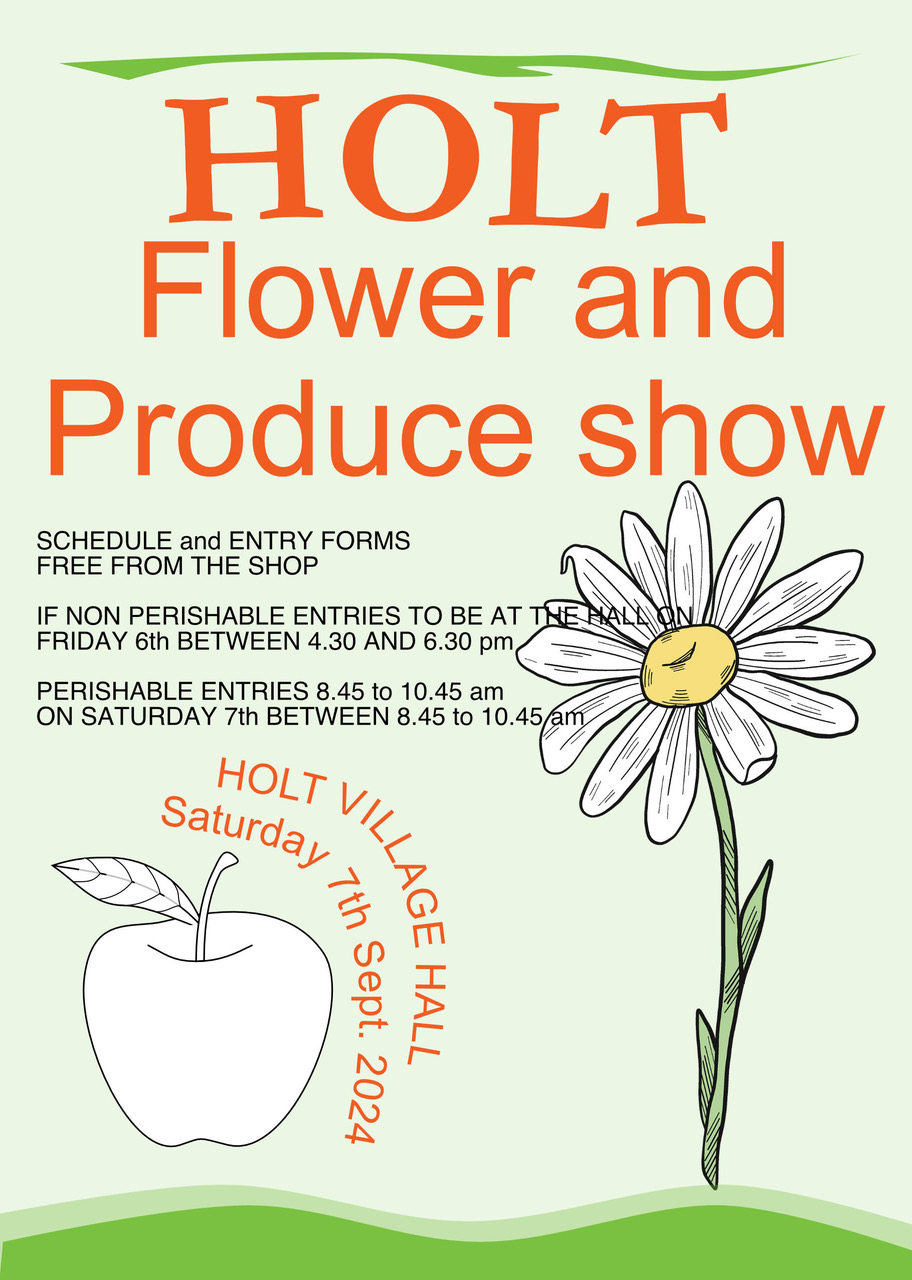 HOLT
Flower and
Produce show
SCHEDULE and ENTRY FORMS
FREE FROM THE SHOP
IF NON PERISHABLE ENTRIES TO BE AT THE HALL ON
FRIDAY 6th BETWEEN 4.30 AND 6.30 pm
PERISHABLE ENTRIES 8.45 to 10.45 am
ON SATURDAY 7th BETWEEN 8.45 to 10.45 am
HOLT VILLAGE HALL
Saturday 7th Sept. 2024